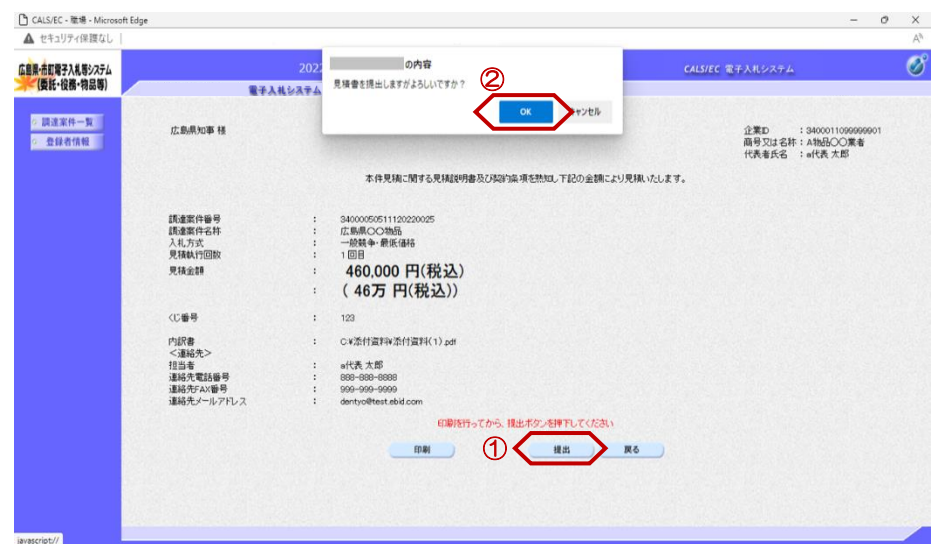 CALS/EC - 職場 - Microsoft Edge
セキュリティ保護なし
広島県・市町電子入札等システム
(委託・役務・物品等)
2022
CALS/EC 電子入札システム
電子入札システム
の内容
見積書を提出しますがよろしいですか?
②
OK
キャンセル
調達案件一覧
登録者情報
広島県知事 様
企業ID : 3400011099999901
商号又は名称 : A物品〇〇業者
代表者氏名 : e代表 太郎
本件見積に関する見積説明書及び契約条項を熟知し下記の金額により見積いたします。
調達案件番号 : 34000050511120220025
調達案件名称 : 広島県〇〇物品
入札方式 : 一般競争・最低価格
見積執行回数 : 1回目
見積金額 : 460,000 円(税込)
: ( 46万 円(税込))
くじ番号 : 123
内訳書 : C:¥添付資料¥添付資料(1).pdf
<連絡先>
担当者 : e代表 太郎
連絡先電話番号 : 888-888-8888
連絡先FAX番号 : 999-999-9999
連絡先メールアドレス : dentyo@test.ebid.com
印刷を行ってから、提出ボタンを押下してください
印刷
①
提出
戻る
javascript://